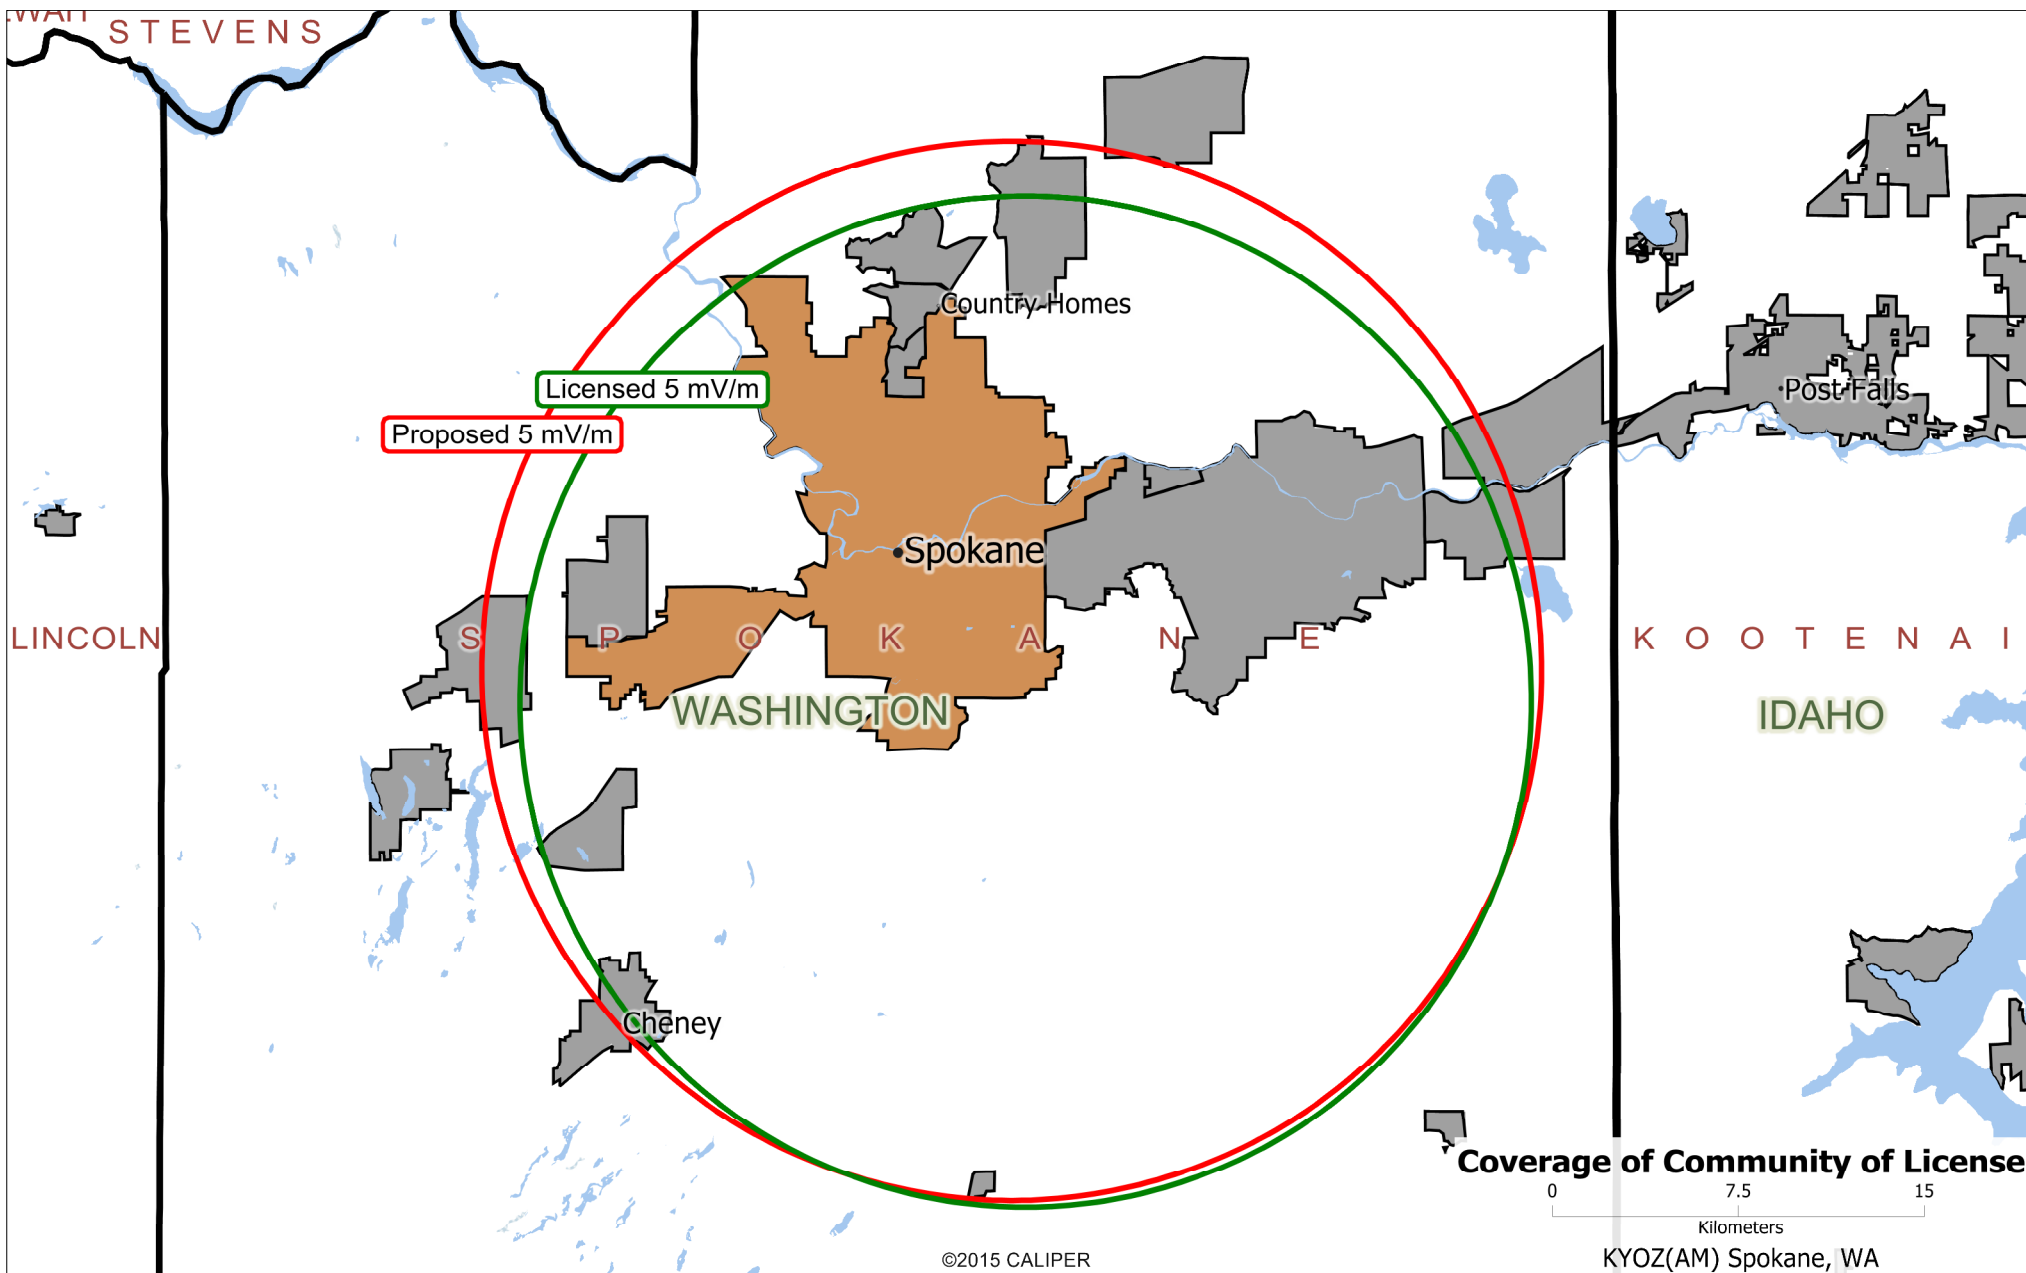 STEVENS
Country Homes
Licensed 5 mV/m
Post Falls
Proposed 5 mV/m
Spokane
LINCOLN
S P O K A N E
KOOTENAI
WASHINGTON
IDAHO
Cheney
Coverage of Community of License
0 7.5 15
Kilometers
©2015 CALIPER
KYOZ(AM) Spokane, WA